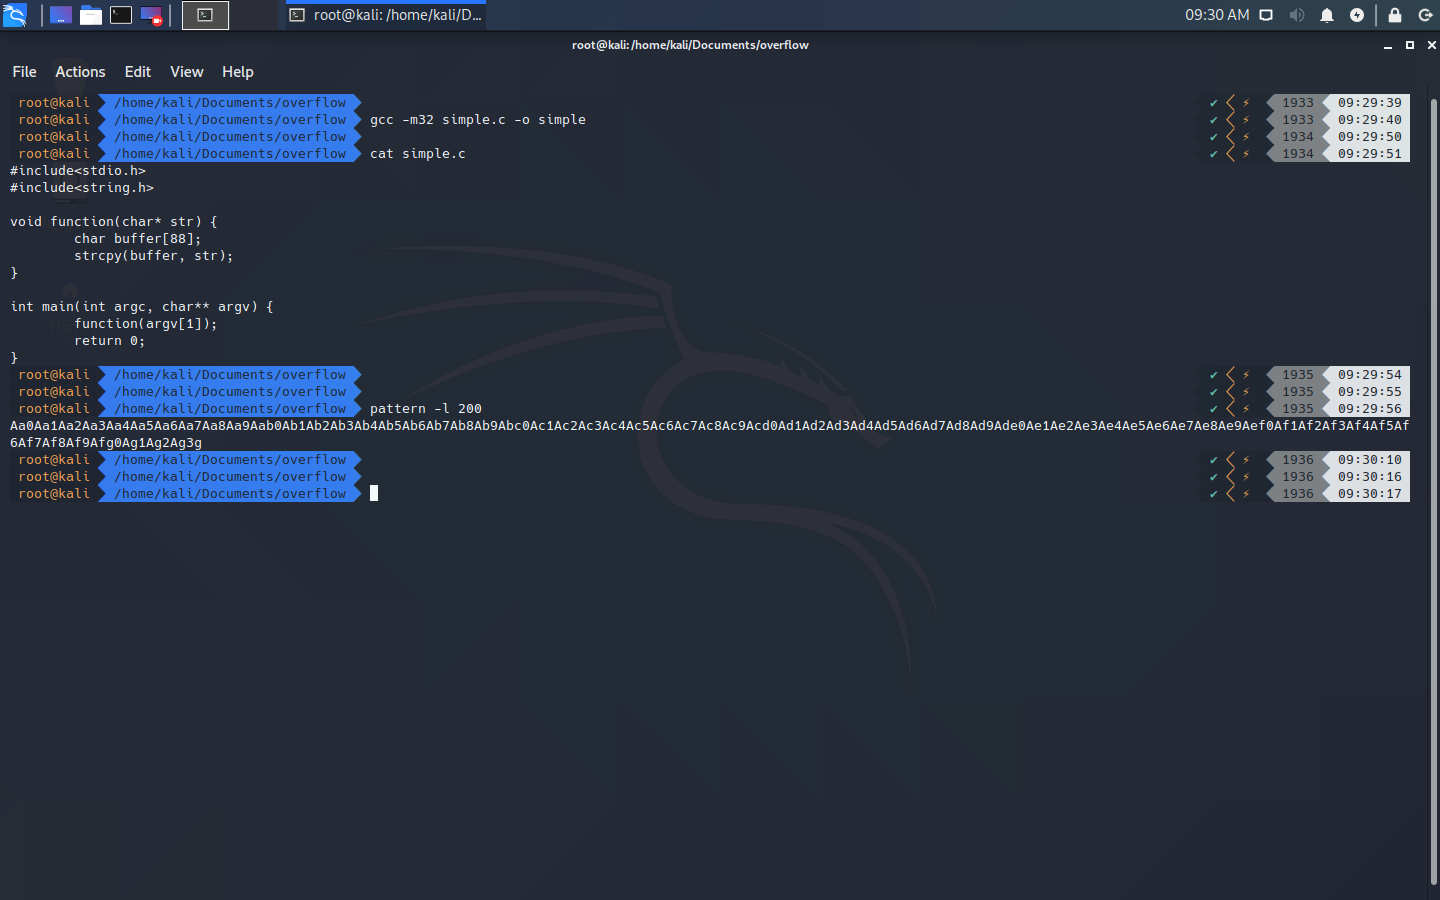 root@kali: /home/kali/D...
09:30 AM
root@kali: /home/kali/Documents/overflow
File Actions Edit View Help
root@kali /home/kali/Documents/overflow 1933 09:29:39
root@kali /home/kali/Documents/overflow gcc -m32 simple.c -o simple 1933 09:29:40
root@kali /home/kali/Documents/overflow 1934 09:29:50
root@kali /home/kali/Documents/overflow cat simple.c 1934 09:29:51
#include<stdio.h>
#include<string.h>
void function(char* str) {
char buffer[88];
strcpy(buffer, str);
}
int main(int argc, char** argv) {
function(argv[1]);
return 0;
}
root@kali /home/kali/Documents/overflow 1935 09:29:54
root@kali /home/kali/Documents/overflow 1935 09:29:55
root@kali /home/kali/Documents/overflow pattern -l 200 1935 09:29:56
Aa0Aa1Aa2Aa3Aa4Aa5Aa6Aa7Aa8Aa9Aab0Ab1Ab2Ab3Ab4Ab5Ab6Ab7Ab8Ab9Abc0Ac1Ac2Ac3Ac4Ac5Ac6Ac7Ac8Ac9Acd0Ad1Ad2Ad3Ad4Ad5Ad6Ad7Ad8Ad9Ade0Ae1Ae2Ae3Ae4Ae5Ae6Ae7Ae8Ae9Aef0Af1Af2Af3Af4Af5Af
6Af7Af8Af9Afg0Ag1Ag2Ag3g
root@kali /home/kali/Documents/overflow 1936 09:30:10
root@kali /home/kali/Documents/overflow 1936 09:30:16
root@kali /home/kali/Documents/overflow 1936 09:30:17